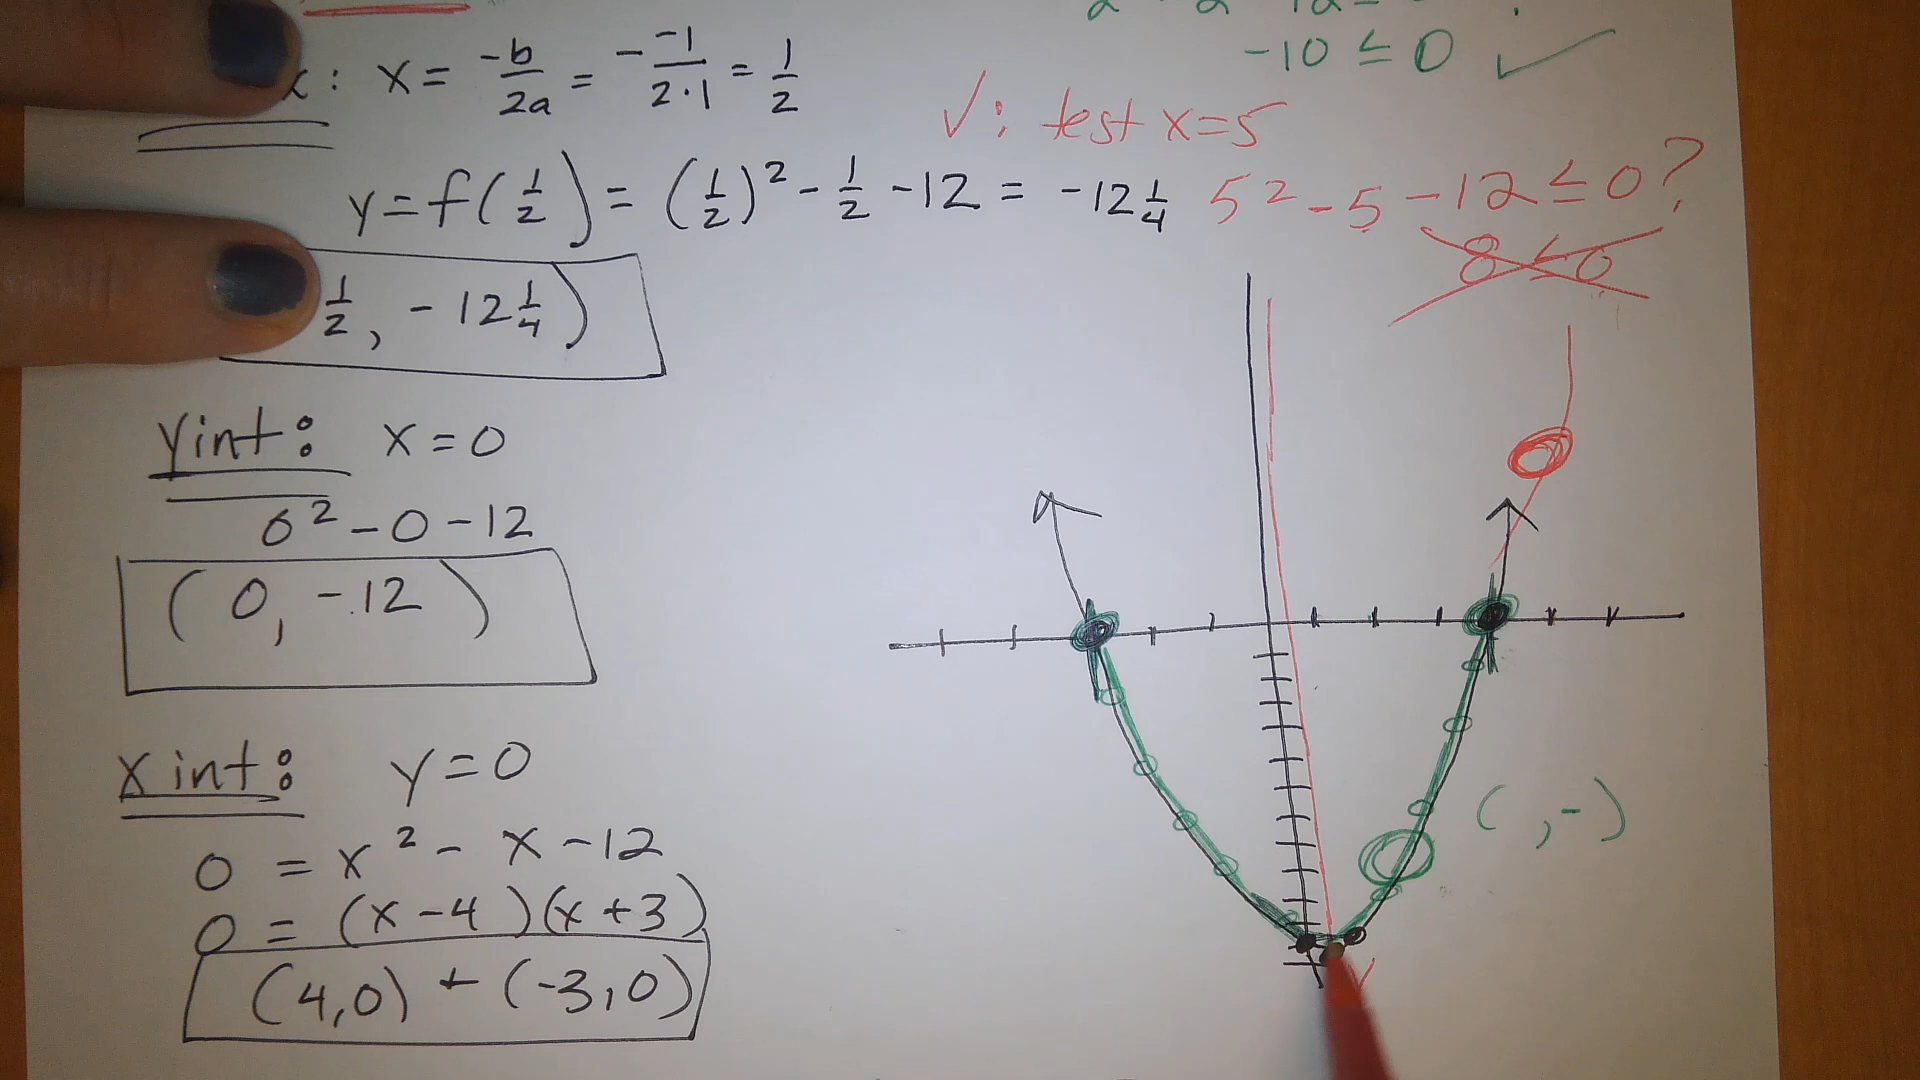 x: x = -b/2a = - -1/2·1 = 1/2
y = f(1/2) = (1/2)² - 1/2 - 12 = -12 1/4
1/2, -12 1/4)
Yint: x = 0
0² - 0 - 12
(0, -12)
X int: y = 0
0 = x² - x - 12
0 = (x - 4)(x + 3)
(4,0) + (-3,0)
-10 ≤ 0 ✓
√: test x=5
5² - 5 - 12 ≤ 0?
8 ≤ 0
( , -)